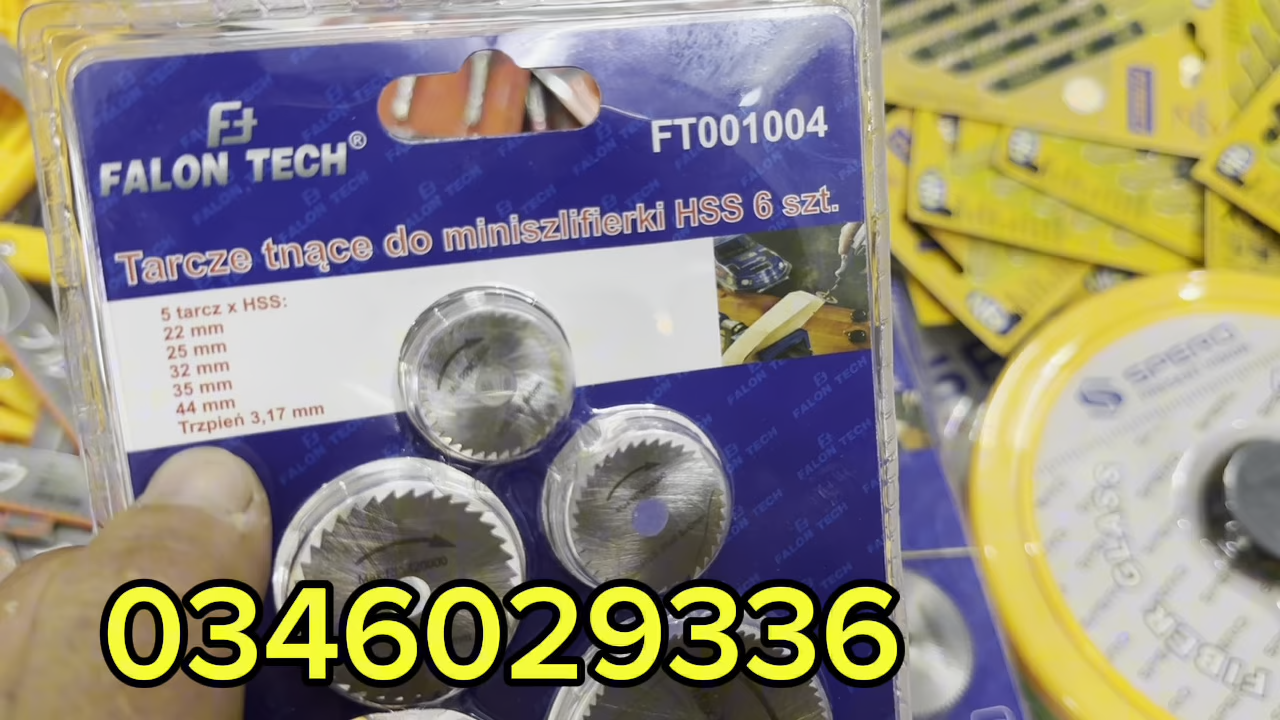 FALON TECH®
FT001004
Tarcze tnące do miniszlifierki HSS 6 szt.
5 tarcz x HSS:
22 mm
25 mm
32 mm
35 mm
44 mm
Trzpień 3,17 mm
SPERO
FIBER GLASS
0346029336